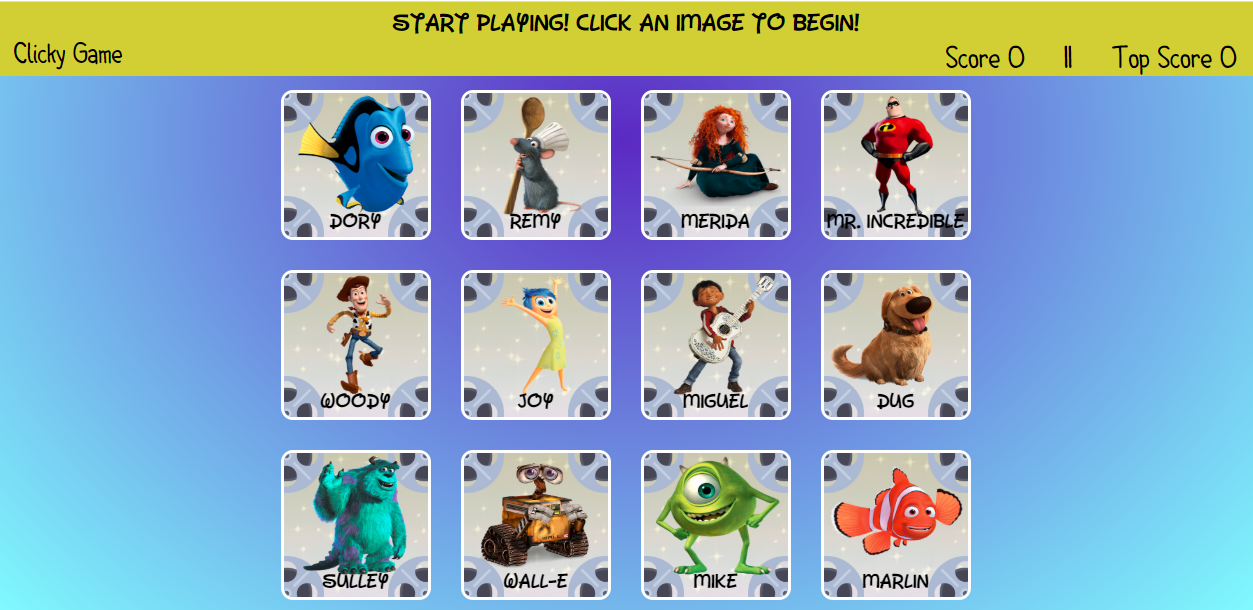 START PLAYING! CLICK AN IMAGE TO BEGIN!
Clicky Game
Score 0 || Top Score 0
DORY
REMY
MERIDA
MR. INCREDIBLE
WOODY
JOY
MIGUEL
DUG
SULLEY
WALL-E
MIKE
MARLIN